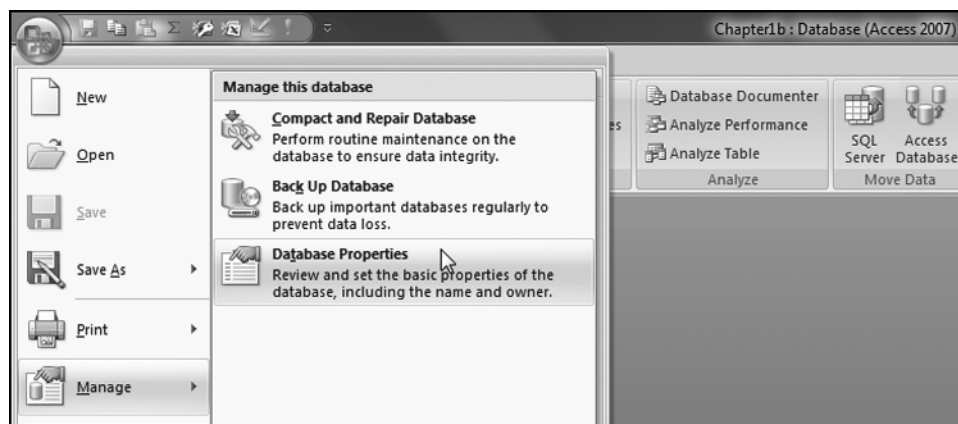 Chapter1b : Database (Access 2007)
New
Open
Save
Save As
Print
Manage
Manage this database
Compact and Repair Database
Perform routine maintenance on the
database to ensure data integrity.
Back Up Database
Back up important databases regularly to
prevent data loss.
Database Properties
Review and set the basic properties of the
database, including the name and owner.
es
Database Documenter
Analyze Performance
Analyze Table
Analyze
SQL
Server
Access
Database
Move Data